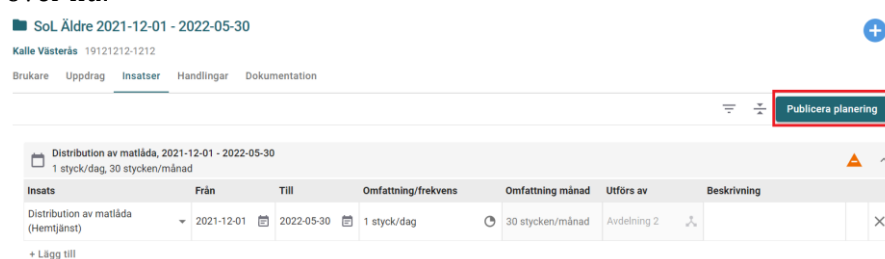 SoL Äldre 2021-12-01 - 2022-05-30
Kalle Västerås 19121212-1212
Brukare Uppdrag Insatser Handlingar Dokumentation
Publicera planering
Distribution av matlåda, 2021-12-01 - 2022-05-30
1 styck/dag, 30 stycken/månad
Insats Från Till Omfattning/frekvens Omfattning månad Utförs av Beskrivning
Distribution av matlåda (Hemtjänst) 2021-12-01 2022-05-30 1 styck/dag 30 stycken/månad Avdelning 2
+ Lägg till